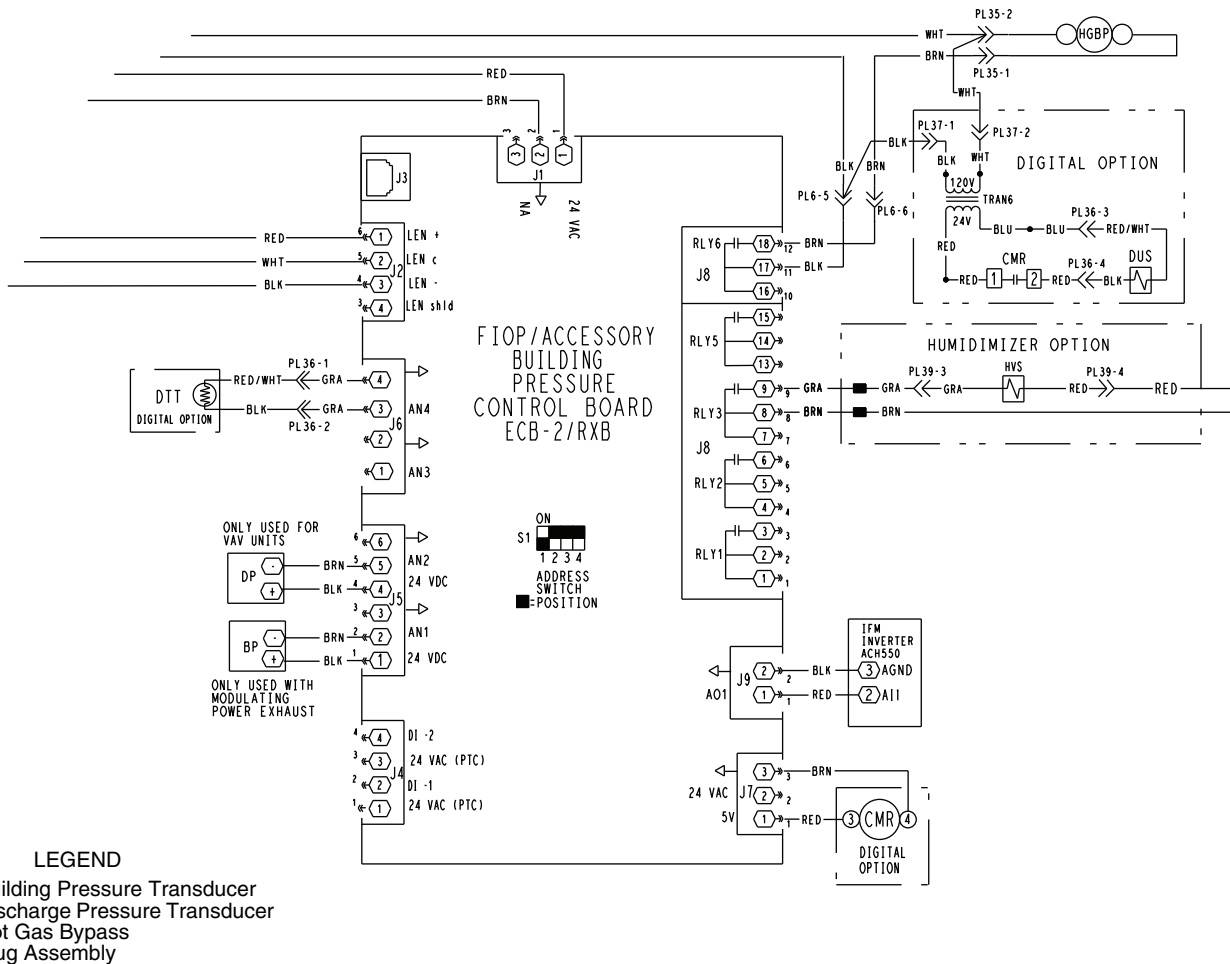 PL35-2
WHT
HGBP
BRN
PL35-1
RED
BRN
WHT
3 2 1
3 2 1
J1
NA
24 VAC
J3
PL37-1
PL37-2
BLK
BLK
WHT
DIGITAL OPTION
BLK BRN
120V
TRAN6
24V
PL6-5
PL6-6
PL36-3
BLU
BLU
RED/WHT
RED
CMR
PL36-4
DUS
RED
1
2
RED
BLK
RED 6 1 LEN +
WHT 5 2 LEN c
BLK 4 3 LEN -
3 4 LEN shld
J2
RLY6
J8
18 12 BRN
17 11 BLK
16 10
RLY5
15
14
13
FIOP/ACCESSORY
BUILDING
PRESSURE
CONTROL BOARD
ECB-2/RXB
HUMIDIMIZER OPTION
PL39-3
HVS
PL39-4
9 9 GRA
GRA
GRA
RED
RED
RLY3
8 8 BRN
BRN
7 7
J8
RLY2
6 6
5 5
4 4
RLY1
3 3
2 2
1 1
DTT
DIGITAL OPTION
RED/WHT
PL36-1
GRA
4
BLK
PL36-2
GRA
3
AN4
J6
2
1
AN3
ON
S1
1 2 3 4
ADDRESS
SWITCH
=POSITION
ONLY USED FOR
VAV UNITS
DP
-
+
6 6
BRN 5 5 AN2
BLK 4 4 24 VDC
J5
3 3
BP
-
+
BRN 2 2 AN1
BLK 1 1 24 VDC
ONLY USED WITH
MODULATING
POWER EXHAUST
4 4 DI -2
3 3 24 VAC (PTC)
J4
2 2 DI -1
1 1 24 VAC (PTC)
IFM
INVERTER
ACH550
J9
2 2 BLK 3 AGND
AO1 1 1 RED 2 AI1
3 3 BRN
24 VAC J7 2 2
5V 1 1 RED 3 CMR 4
DIGITAL
OPTION
LEGEND
ilding Pressure Transducer
scharge Pressure Transducer
ot Gas Bypass
ug Assembly